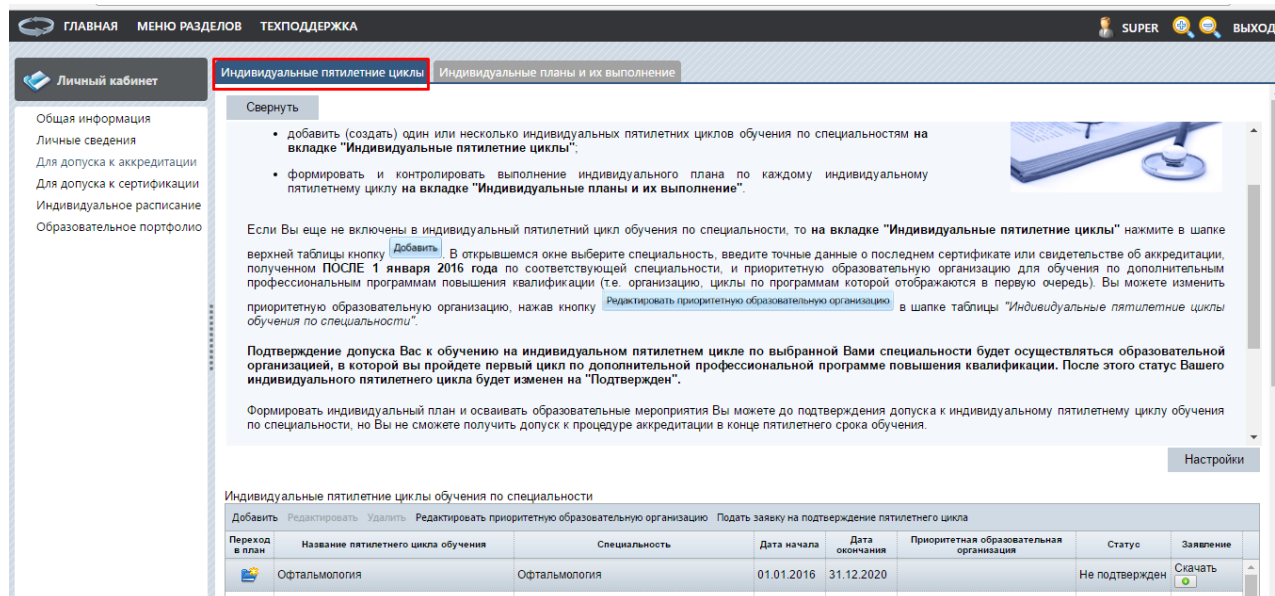 ГЛАВНАЯ МЕНЮ РАЗДЕЛОВ ТЕХПОДДЕРЖКА SUPER ВЫХОД
Личный кабинет
Общая информация
Личные сведения
Для допуска к аккредитации
Для допуска к сертификации
Индивидуальное расписание
Образовательное портфолио
Индивидуальные пятилетние циклы Индивидуальные планы и их выполнение
Свернуть
• добавить (создать) один или несколько индивидуальных пятилетних циклов обучения по специальностям на
вкладке "Индивидуальные пятилетние циклы";
• формировать и контролировать выполнение индивидуального плана по каждому индивидуальному
пятилетнему циклу на вкладке "Индивидуальные планы и их выполнение".
Если Вы еще не включены в индивидуальный пятилетний цикл обучения по специальности, то на вкладке "Индивидуальные пятилетние циклы" нажмите в шапке
верхней таблицы кнопку Добавить. В открывшемся окне выберите специальность, введите точные данные о последнем сертификате или свидетельстве об аккредитации,
полученном ПОСЛЕ 1 января 2016 года по соответствующей специальности, и приоритетную образовательную организацию для обучения по дополнительным
профессиональным программам повышения квалификации (т.е. организацию, циклы по программам которой отображаются в первую очередь). Вы можете изменить
приоритетную образовательную организацию, нажав кнопку Редактировать приоритетную образовательную организацию в шапке таблицы "Индивидуальные пятилетние циклы
обучения по специальности".
Подтверждение допуска Вас к обучению на индивидуальном пятилетнем цикле по выбранной Вами специальности будет осуществляться образовательной
организацией, в которой вы пройдете первый цикл по дополнительной профессиональной программе повышения квалификации. После этого статус Вашего
индивидуального пятилетнего цикла будет изменен на "Подтвержден".
Формировать индивидуальный план и осваивать образовательные мероприятия Вы можете до подтверждения допуска к индивидуальному пятилетнему циклу обучения
по специальности, но Вы не сможете получить допуск к процедуре аккредитации в конце пятилетнего срока обучения.
Настройки
Индивидуальные пятилетние циклы обучения по специальности
Добавить Редактировать Удалить Редактировать приоритетную образовательную организацию Подать заявку на подтверждение пятилетнего цикла
Переход в план Название пятилетнего цикла обучения Специальность Дата начала Дата окончания Приоритетная образовательная организация Статус Заявление
Офтальмология Офтальмология 01.01.2016 31.12.2020 Не подтвержден Скачать